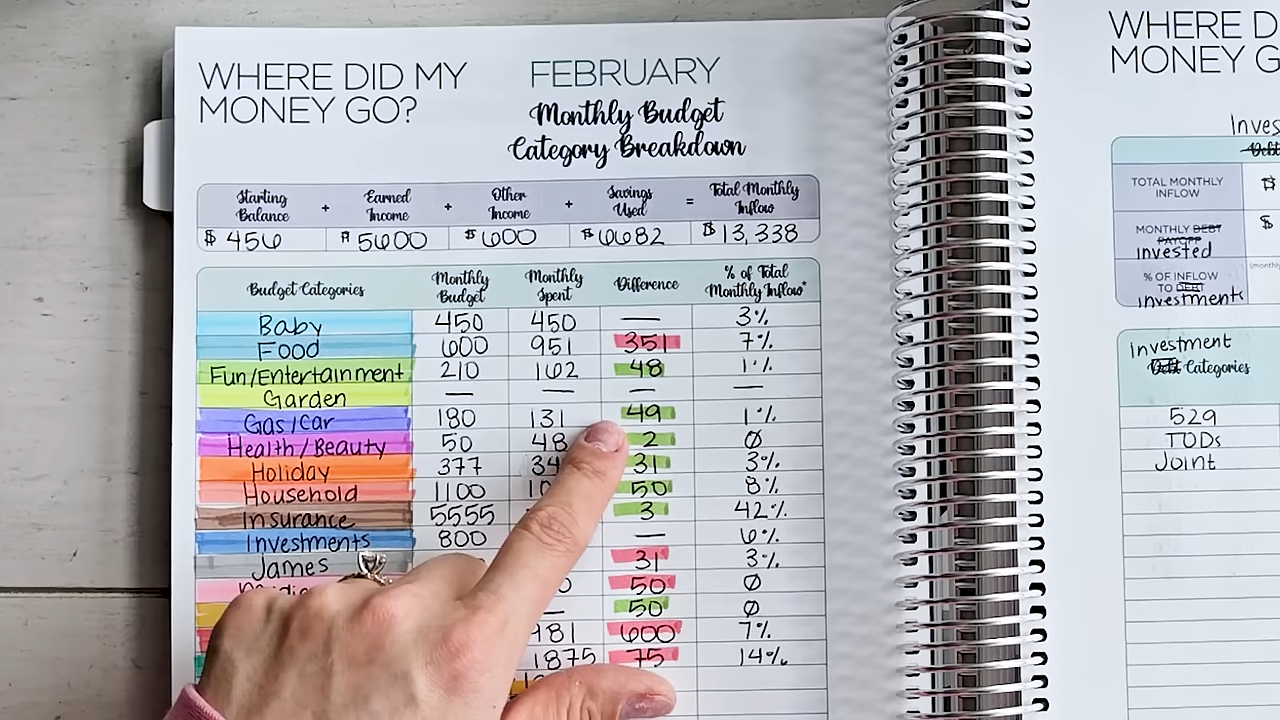 WHERE DID MY
MONEY GO?
FEBRUARY
Monthly Budget
Category Breakdown
Starting Balance + Earned Income + Other Income + Savings Used = Total Monthly Inflow
$ 456 $ 5600 $ 600 $ 6682 $ 13,338
Budget Categories Monthly Budget Monthly Spent Difference % of Total Monthly Inflow*
Baby 450 450 — 3%
Food 600 951 351 7%
Fun/Entertainment 210 162 48 1%
Garden — — —
Gas/Car 180 131 49 1%
Health/Beauty 50 48 2 Ø
Holiday 377 34 31 3%
Household 1100 10 50 8%
Insurance 5555 3 42%
Investments 800 — 6%
James 31 3%
50 Ø
— 50 Ø
781 600 7%
1875 75 14%
WHERE D
MONEY G
Inves
Debt
TOTAL MONTHLY
INFLOW
$
MONTHLY DEBT
PAYOFF
invested
$
% OF INFLOW
TO DEBT
investments
Investment
Debt Categories
529
TODs
Joint